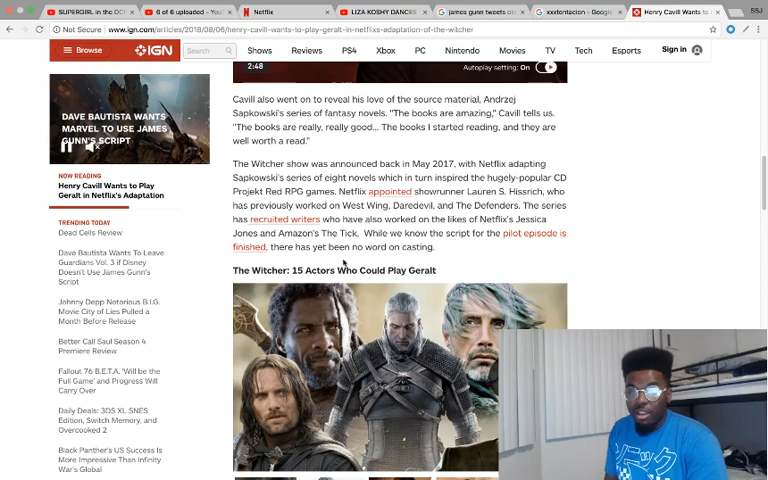 SUPERGIRL in the DCE
6 of 6 uploaded - YouT
Netflix
LIZA KOSHY DANCERS
james gunn tweets
xxxtentacion - Google
Henry Cavill Wants to
SSJ
Not Secure | www.ign.com/articles/2018/08/06/henry-cavill-wants-to-play-geralt-in-netflixs-adaptation-of-the-witcher
Browse
IGN
Search
Shows
Reviews
PS4
Xbox
PC
Nintendo
Movies
TV
Tech
Esports
Sign in
2:48
Autoplay setting: On
DAVE BAUTISTA WANTS
MARVEL TO USE JAMES
GUNN'S SCRIPT
NOW READING
Henry Cavill Wants to Play
Geralt in Netflix's Adaptation
TRENDING TODAY
Dead Cells Review
Dave Bautista Wants To Leave
Guardians Vol. 3 if Disney
Doesn't Use James Gunn's
Script
Johnny Depp Notorious B.I.G.
Movie City of Lies Pulled a
Month Before Release
Better Call Saul Season 4
Premiere Review
Fallout 76 B.E.T.A. 'Will be the
Full Game' and Progress Will
Carry Over
Daily Deals: 3DS XL SNES
Edition, Switch Memory, and
Overcooked 2
Black Panther's US Success Is
More Impressive Than Infinity
War's Global
Cavill also went on to reveal his love of the source material, Andrzej
Sapkowski's series of fantasy novels. "The books are amazing," Cavill tells us.
"The books are really, really good... The books I started reading, and they are
well worth a read."
The Witcher show was announced back in May 2017, with Netflix adapting
Sapkowski's series of eight novels which in turn inspired the hugely-popular CD
Projekt Red RPG games. Netflix appointed showrunner Lauren S. Hissrich, who
has previously worked on West Wing, Daredevil, and The Defenders. The series
has recruited writers who have also worked on the likes of Netflix's Jessica
Jones and Amazon's The Tick. While we know the script for the pilot episode is
finished, there has yet been no word on casting.
The Witcher: 15 Actors Who Could Play Geralt